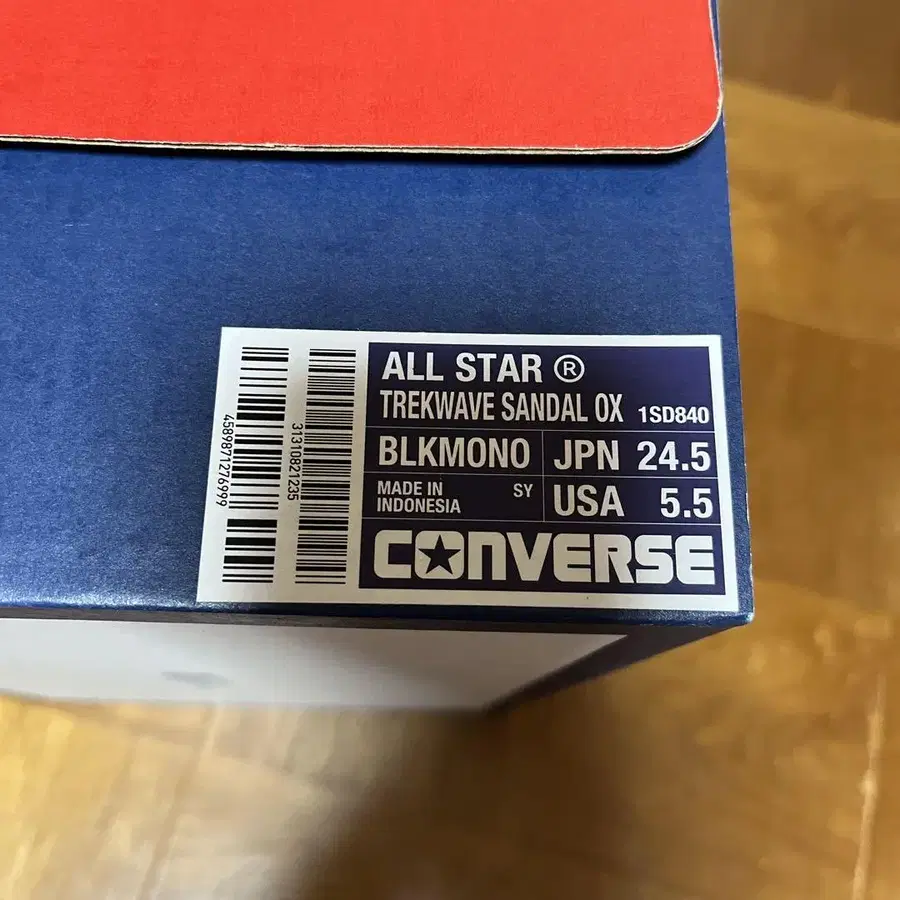 ALL STAR ®
TREKWAVE SANDAL OX 1SD840
BLKMONO JPN 24.5
MADE IN INDONESIA SY USA 5.5
CONVERSE
4589871276999
31310821235